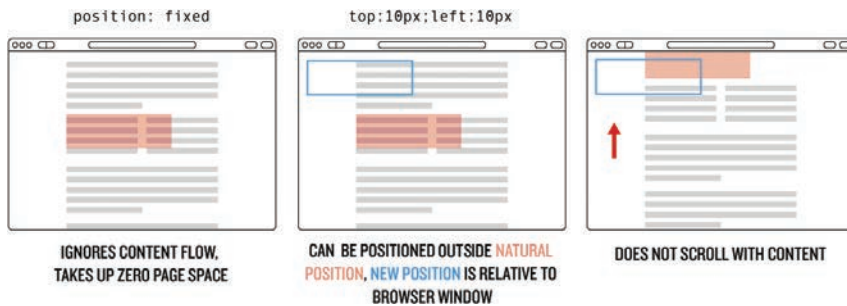 position: fixed
top:10px;left:10px
IGNORES CONTENT FLOW,
TAKES UP ZERO PAGE SPACE
CAN BE POSITIONED OUTSIDE NATURAL
POSITION, NEW POSITION IS RELATIVE TO
BROWSER WINDOW
DOES NOT SCROLL WITH CONTENT